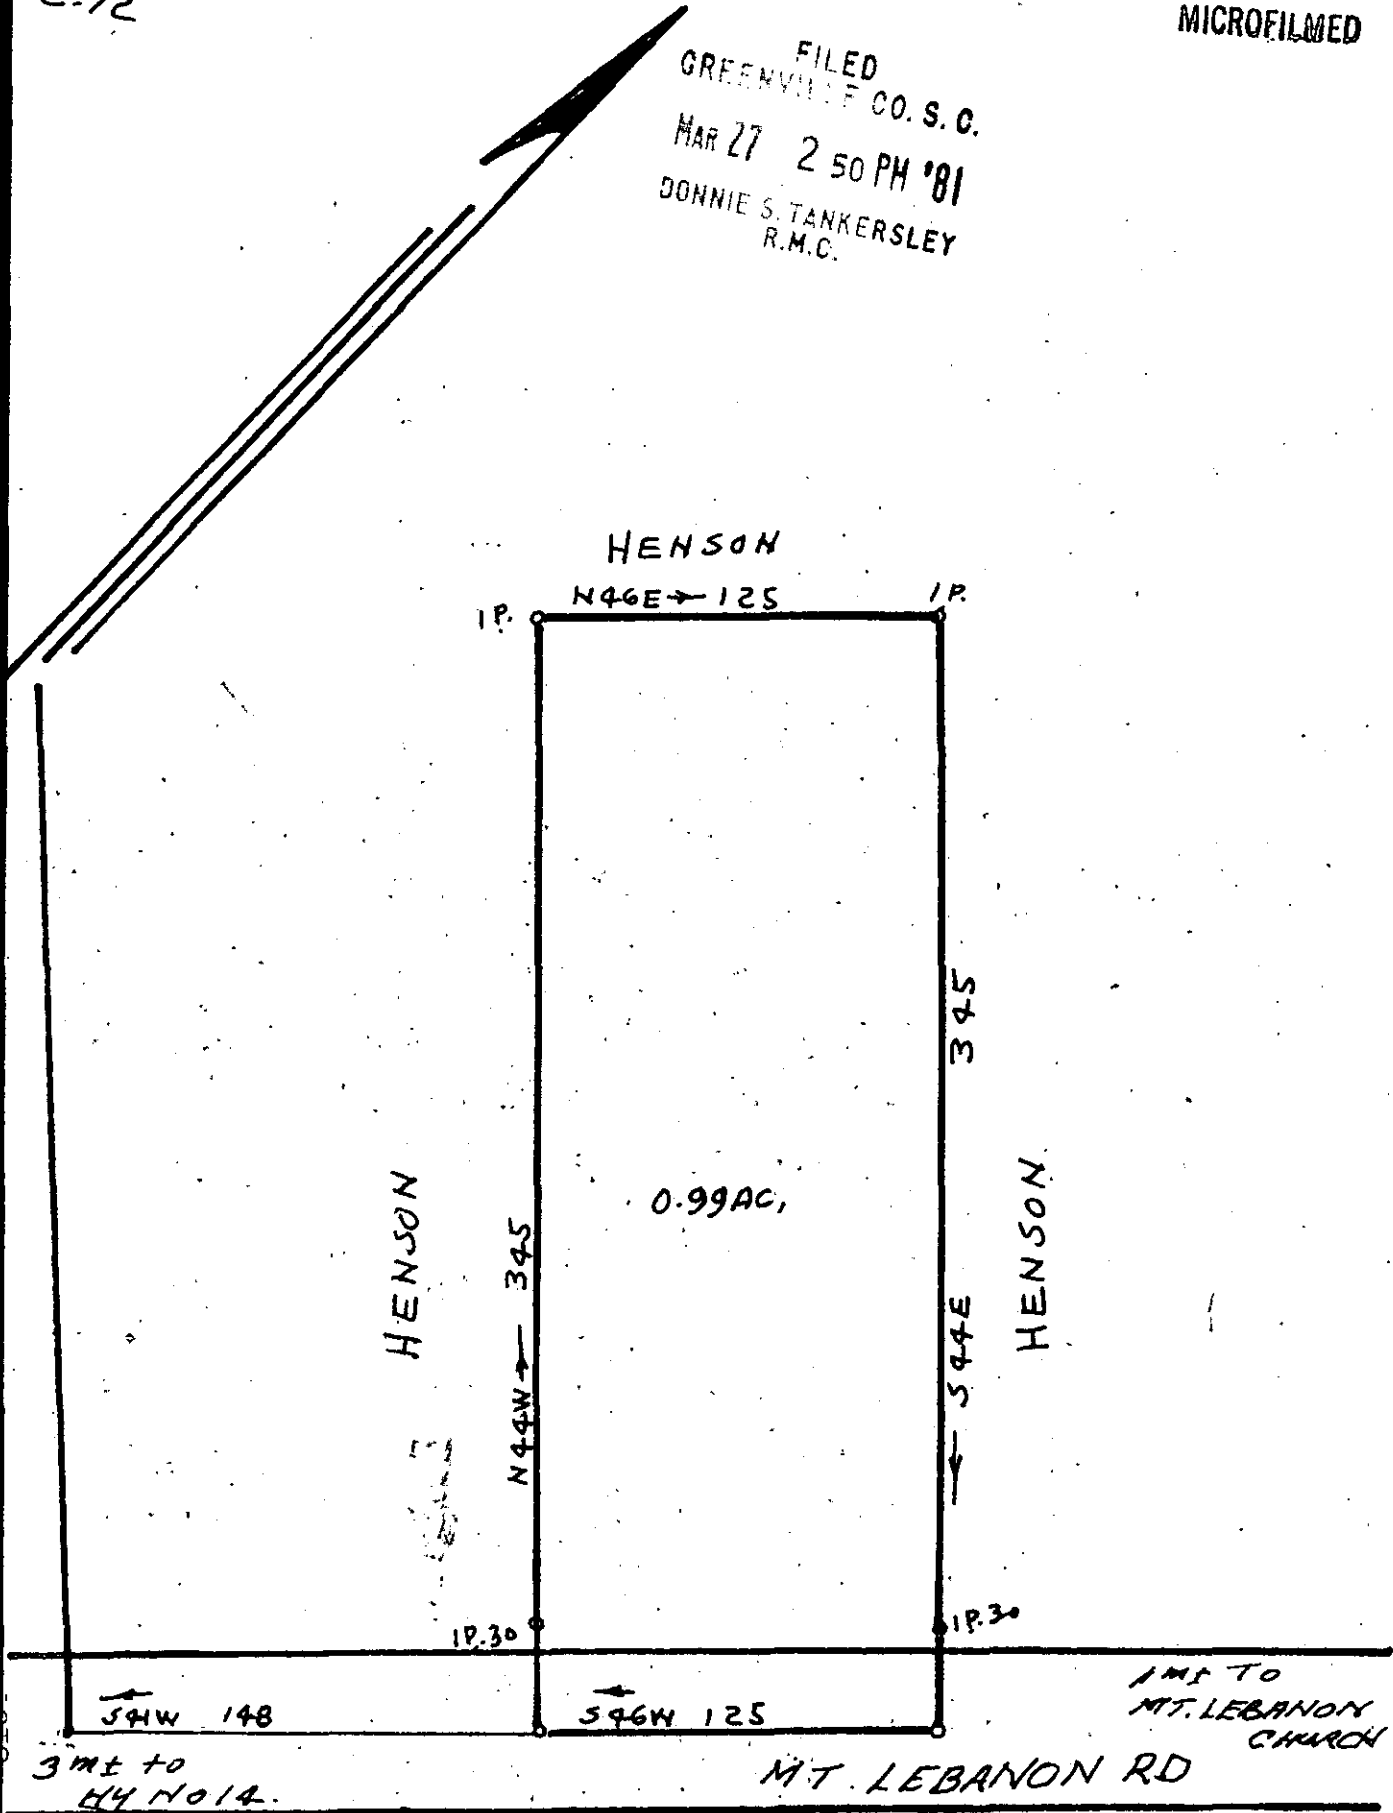 MICROFILMED
FILED
GREENVILLE CO. S. C.
MAR 27 2 50 PM '81
DONNIE S. TANKERSLEY
R.M.C.
HENSON
N46E → 125
I P.
I P.
345
HENSON
N44W → 345
0.99AC,
HENSON
← S44E
I P. 30
I P. 30
S41W 148
S46W 125
1 MI TO
MT. LEBANON
CHURCH
3 MI to
HY NO 14.
MT. LEBANON RD